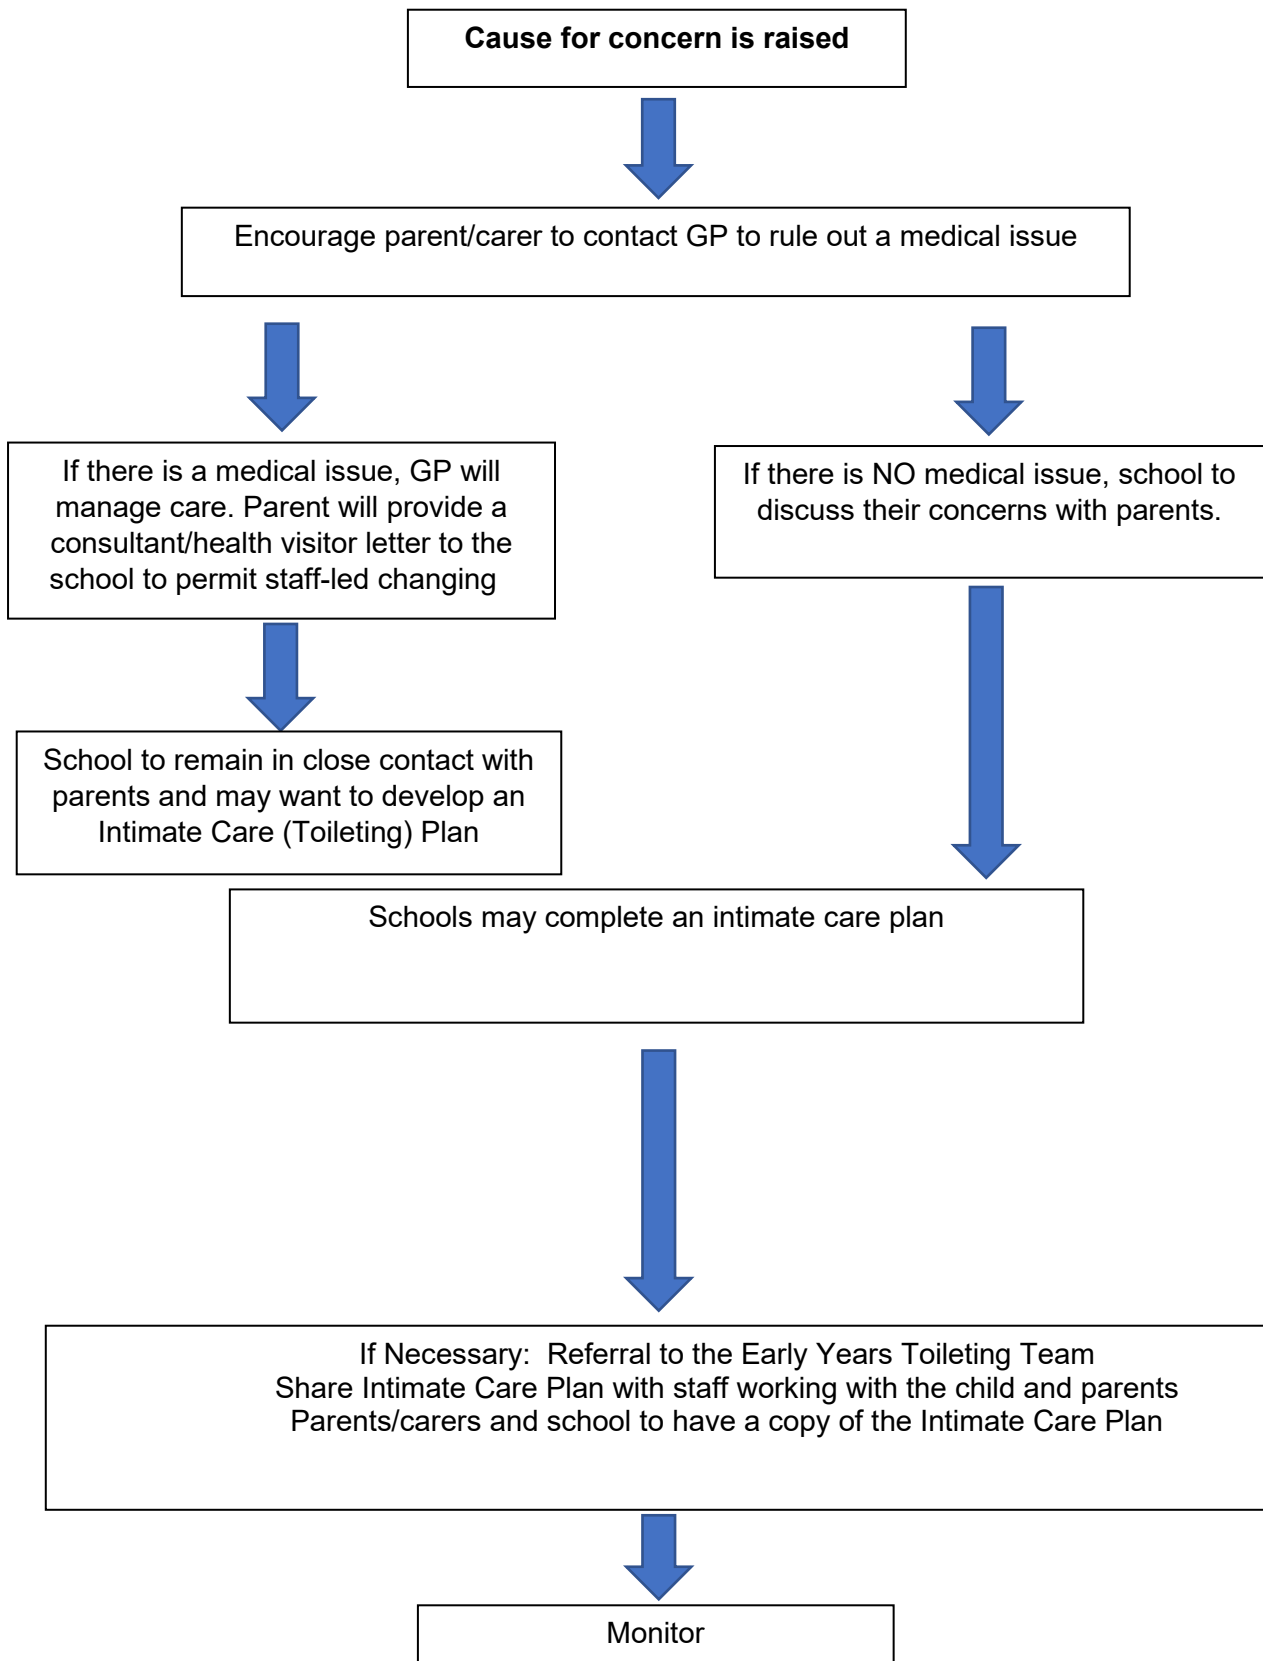 Cause for concern is raised
Encourage parent/carer to contact GP to rule out a medical issue
If there is a medical issue, GP will
manage care. Parent will provide a
consultant/health visitor letter to the
school to permit staff-led changing
If there is NO medical issue, school to
discuss their concerns with parents.
School to remain in close contact with
parents and may want to develop an
Intimate Care (Toileting) Plan
Schools may complete an intimate care plan
If Necessary:  Referral to the Early Years Toileting Team
Share Intimate Care Plan with staff working with the child and parents
Parents/carers and school to have a copy of the Intimate Care Plan
Monitor